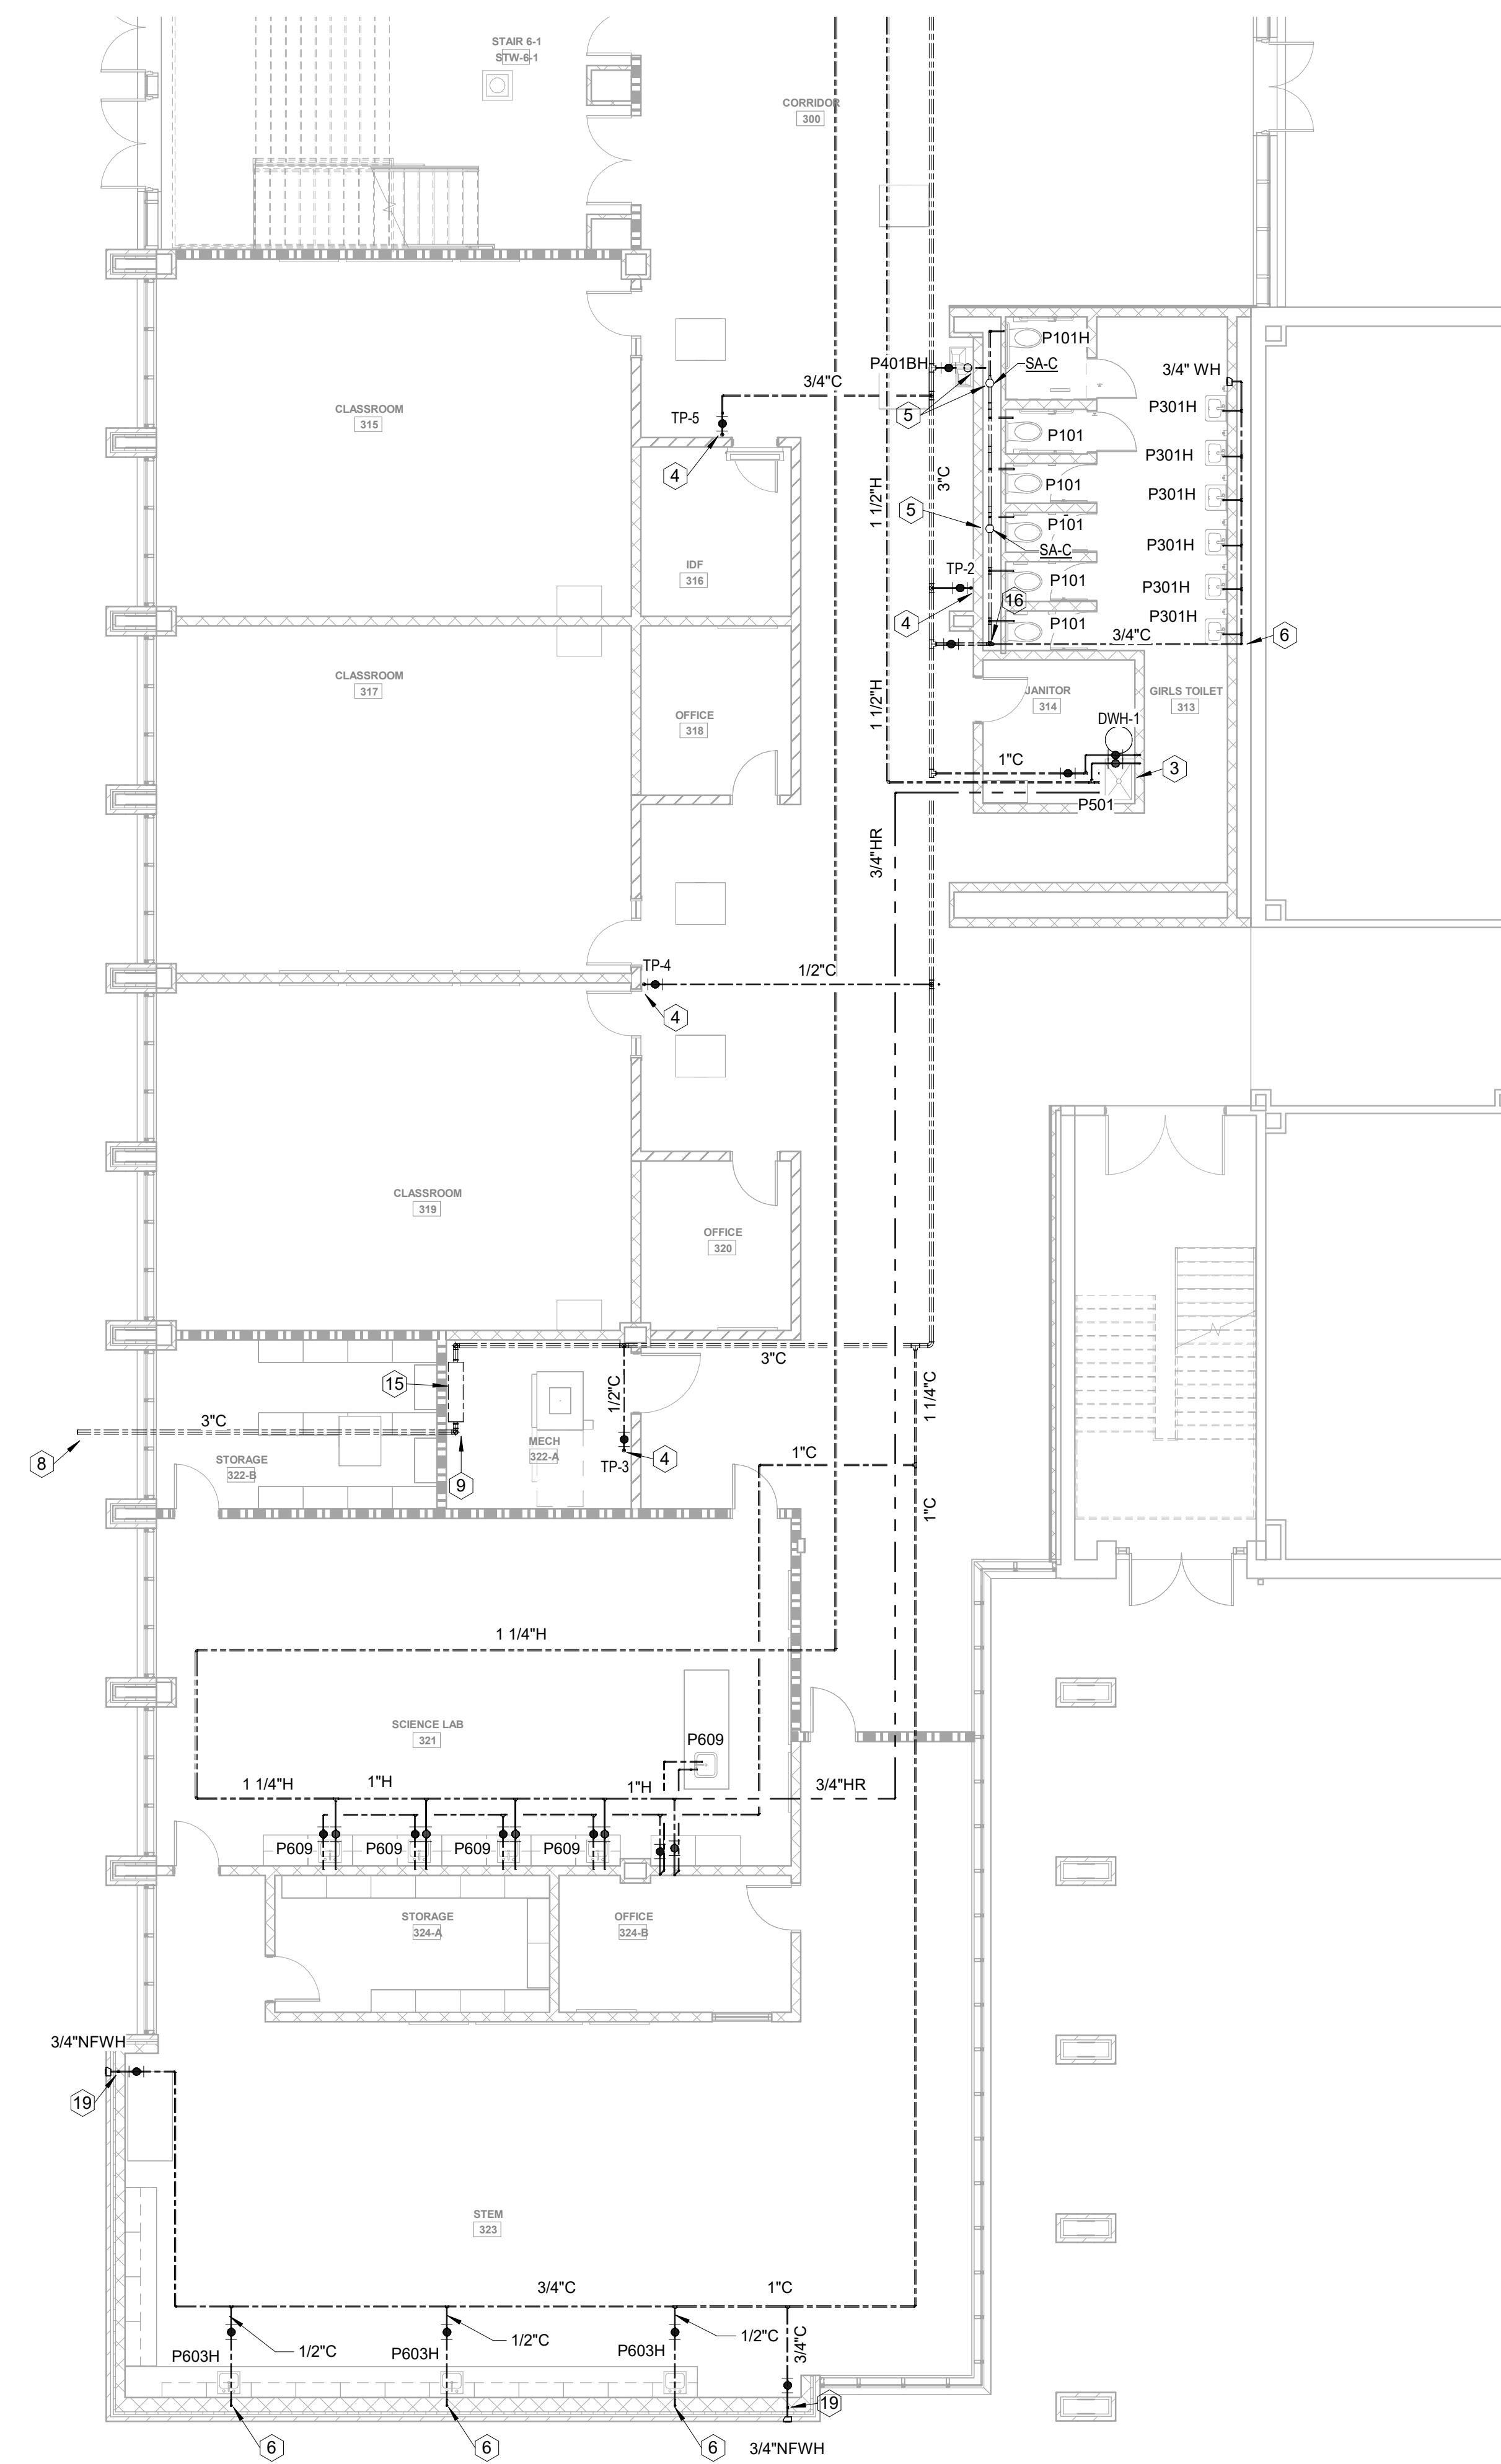 STAIR 6-1
STW-6-1
CORRIDOR
300
P101H
P401BH
SA-C
3/4" WH
3/4"C
P301H
CLASSROOM
315
TP-5
5
P101
P301H
4
3"C
1 1/2"H
P101
P301H
5
P101
SA-C
P301H
IDF
316
TP-2
P101
P301H
16
4
P101
P301H
3/4"C
6
CLASSROOM
317
JANITOR
314
GIRLS TOILET
313
OFFICE
318
1 1/2"H
DWH-1
1"C
3
P501
3/4"HR
TP-4
1/2"C
4
CLASSROOM
319
OFFICE
320
3"C
15
1/2"C
1 1/4"C
3"C
8
STORAGE
322-B
MECH
322-A
4
TP-3
9
1"C
1"C
1 1/4"H
SCIENCE LAB
321
P609
1 1/4"H
1"H
1"H
3/4"HR
P609
P609
P609
P609
STORAGE
324-A
OFFICE
324-B
3/4"NFWH
19
STEM
323
3/4"C
1"C
P603H
1/2"C
P603H
1/2"C
P603H
1/2"C
3/4"C
19
6
6
6
3/4"NFWH